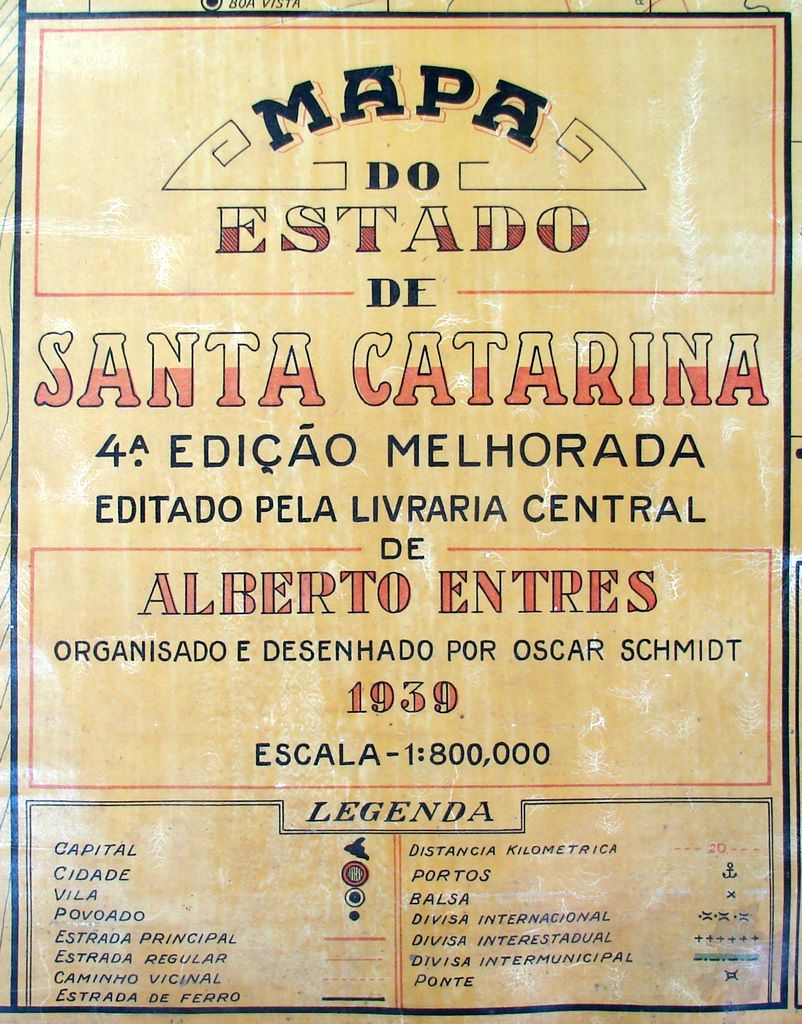 BOA VISTA
MAPA
DO
ESTADO
DE
SANTA CATARINA
4ª EDIÇÃO MELHORADA
EDITADO PELA LIVRARIA CENTRAL
DE
ALBERTO ENTRES
ORGANISADO E DESENHADO POR OSCAR SCHMIDT
1939
ESCALA-1:800,000
LEGENDA
CAPITAL
CIDADE
VILA
POVOADO
ESTRADA PRINCIPAL
ESTRADA REGULAR
CAMINHO VICINAL
ESTRADA DE FERRO
DISTANCIA KILOMETRICA 20
PORTOS
BALSA
DIVISA INTERNACIONAL
DIVISA INTERESTADUAL
DIVISA INTERMUNICIPAL
PONTE